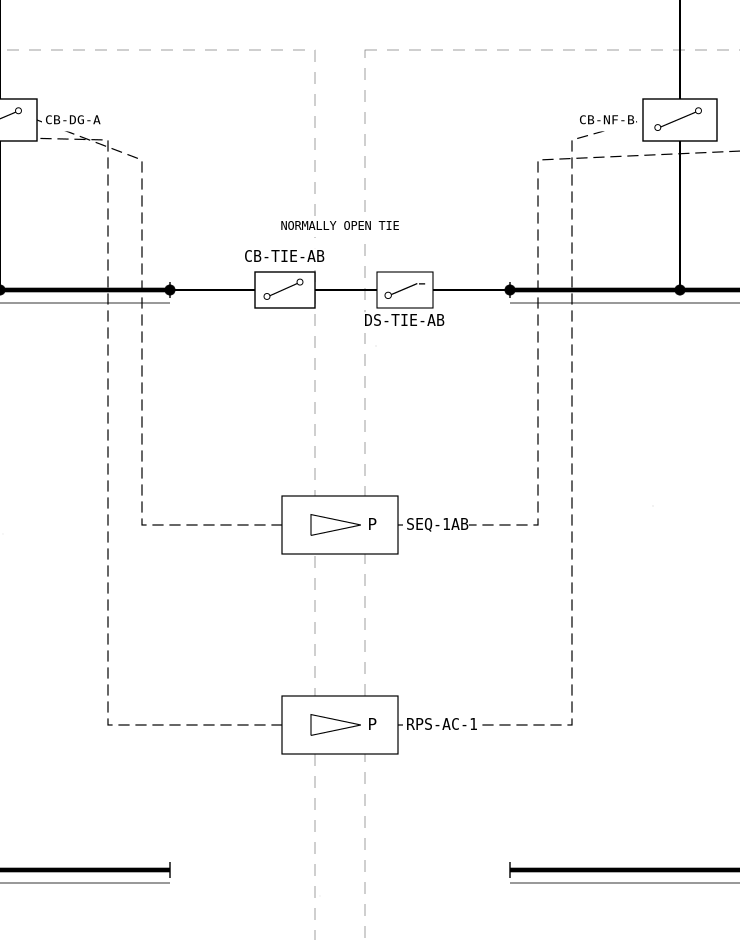 CB-DG-A
CB-NF-B
NORMALLY OPEN TIE
CB-TIE-AB
DS-TIE-AB
P
SEQ-1AB
P
RPS-AC-1